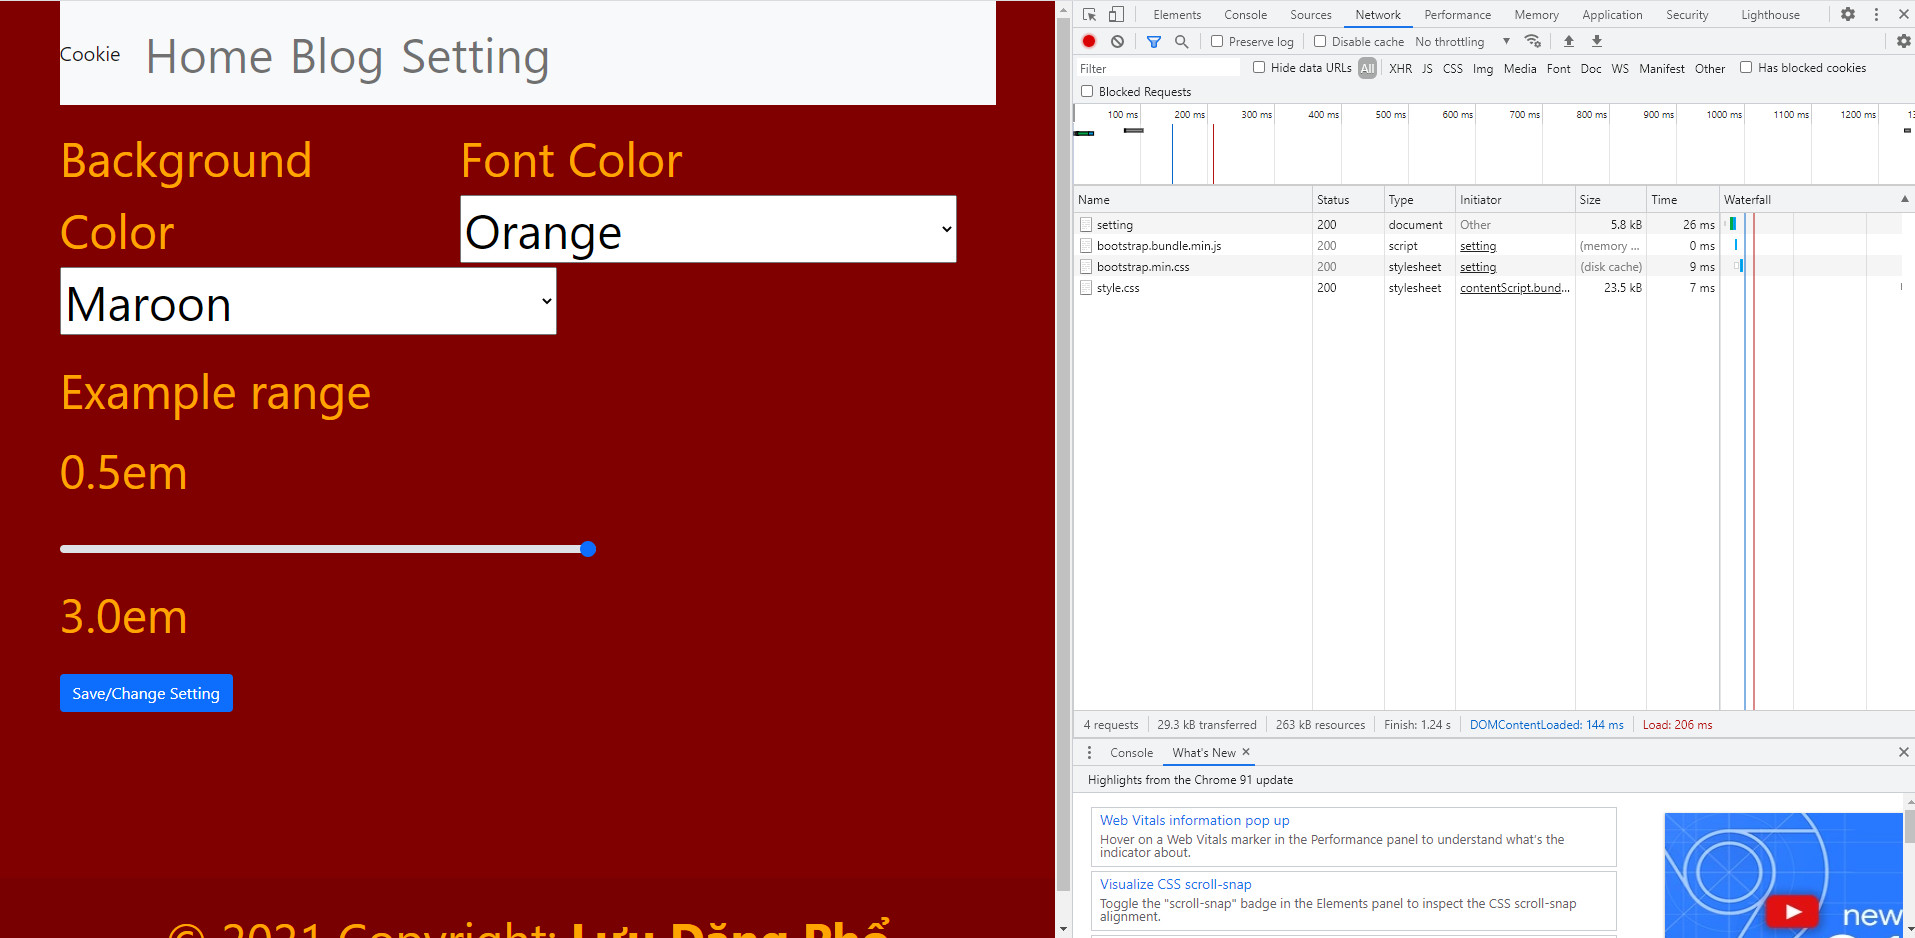 Cookie Home Blog Setting
Background
Color
Maroon
Font Color
Orange
Example range
0.5em
3.0em
Save/Change Setting
© 2021 Copyright: Lưu Đăng Phổ
Elements Console Sources Network Performance Memory Application Security Lighthouse
Preserve log Disable cache No throttling
Filter Hide data URLs All XHR JS CSS Img Media Font Doc WS Manifest Other Has blocked cookies
Blocked Requests
100 ms 200 ms 300 ms 400 ms 500 ms 600 ms 700 ms 800 ms 900 ms 1000 ms 1100 ms 1200 ms
Name Status Type Initiator Size Time Waterfall
setting 200 document Other 5.8 kB 26 ms
bootstrap.bundle.min.js 200 script setting (memory ... 0 ms
bootstrap.min.css 200 stylesheet setting (disk cache) 9 ms
style.css 200 stylesheet contentScript.bund... 23.5 kB 7 ms
4 requests 29.3 kB transferred 263 kB resources Finish: 1.24 s DOMContentLoaded: 144 ms Load: 206 ms
Console What's New
Highlights from the Chrome 91 update
Web Vitals information pop up
Hover on a Web Vitals marker in the Performance panel to understand what's the
indicator about.
Visualize CSS scroll-snap
Toggle the "scroll-snap" badge in the Elements panel to inspect the CSS scroll-snap
alignment.
new